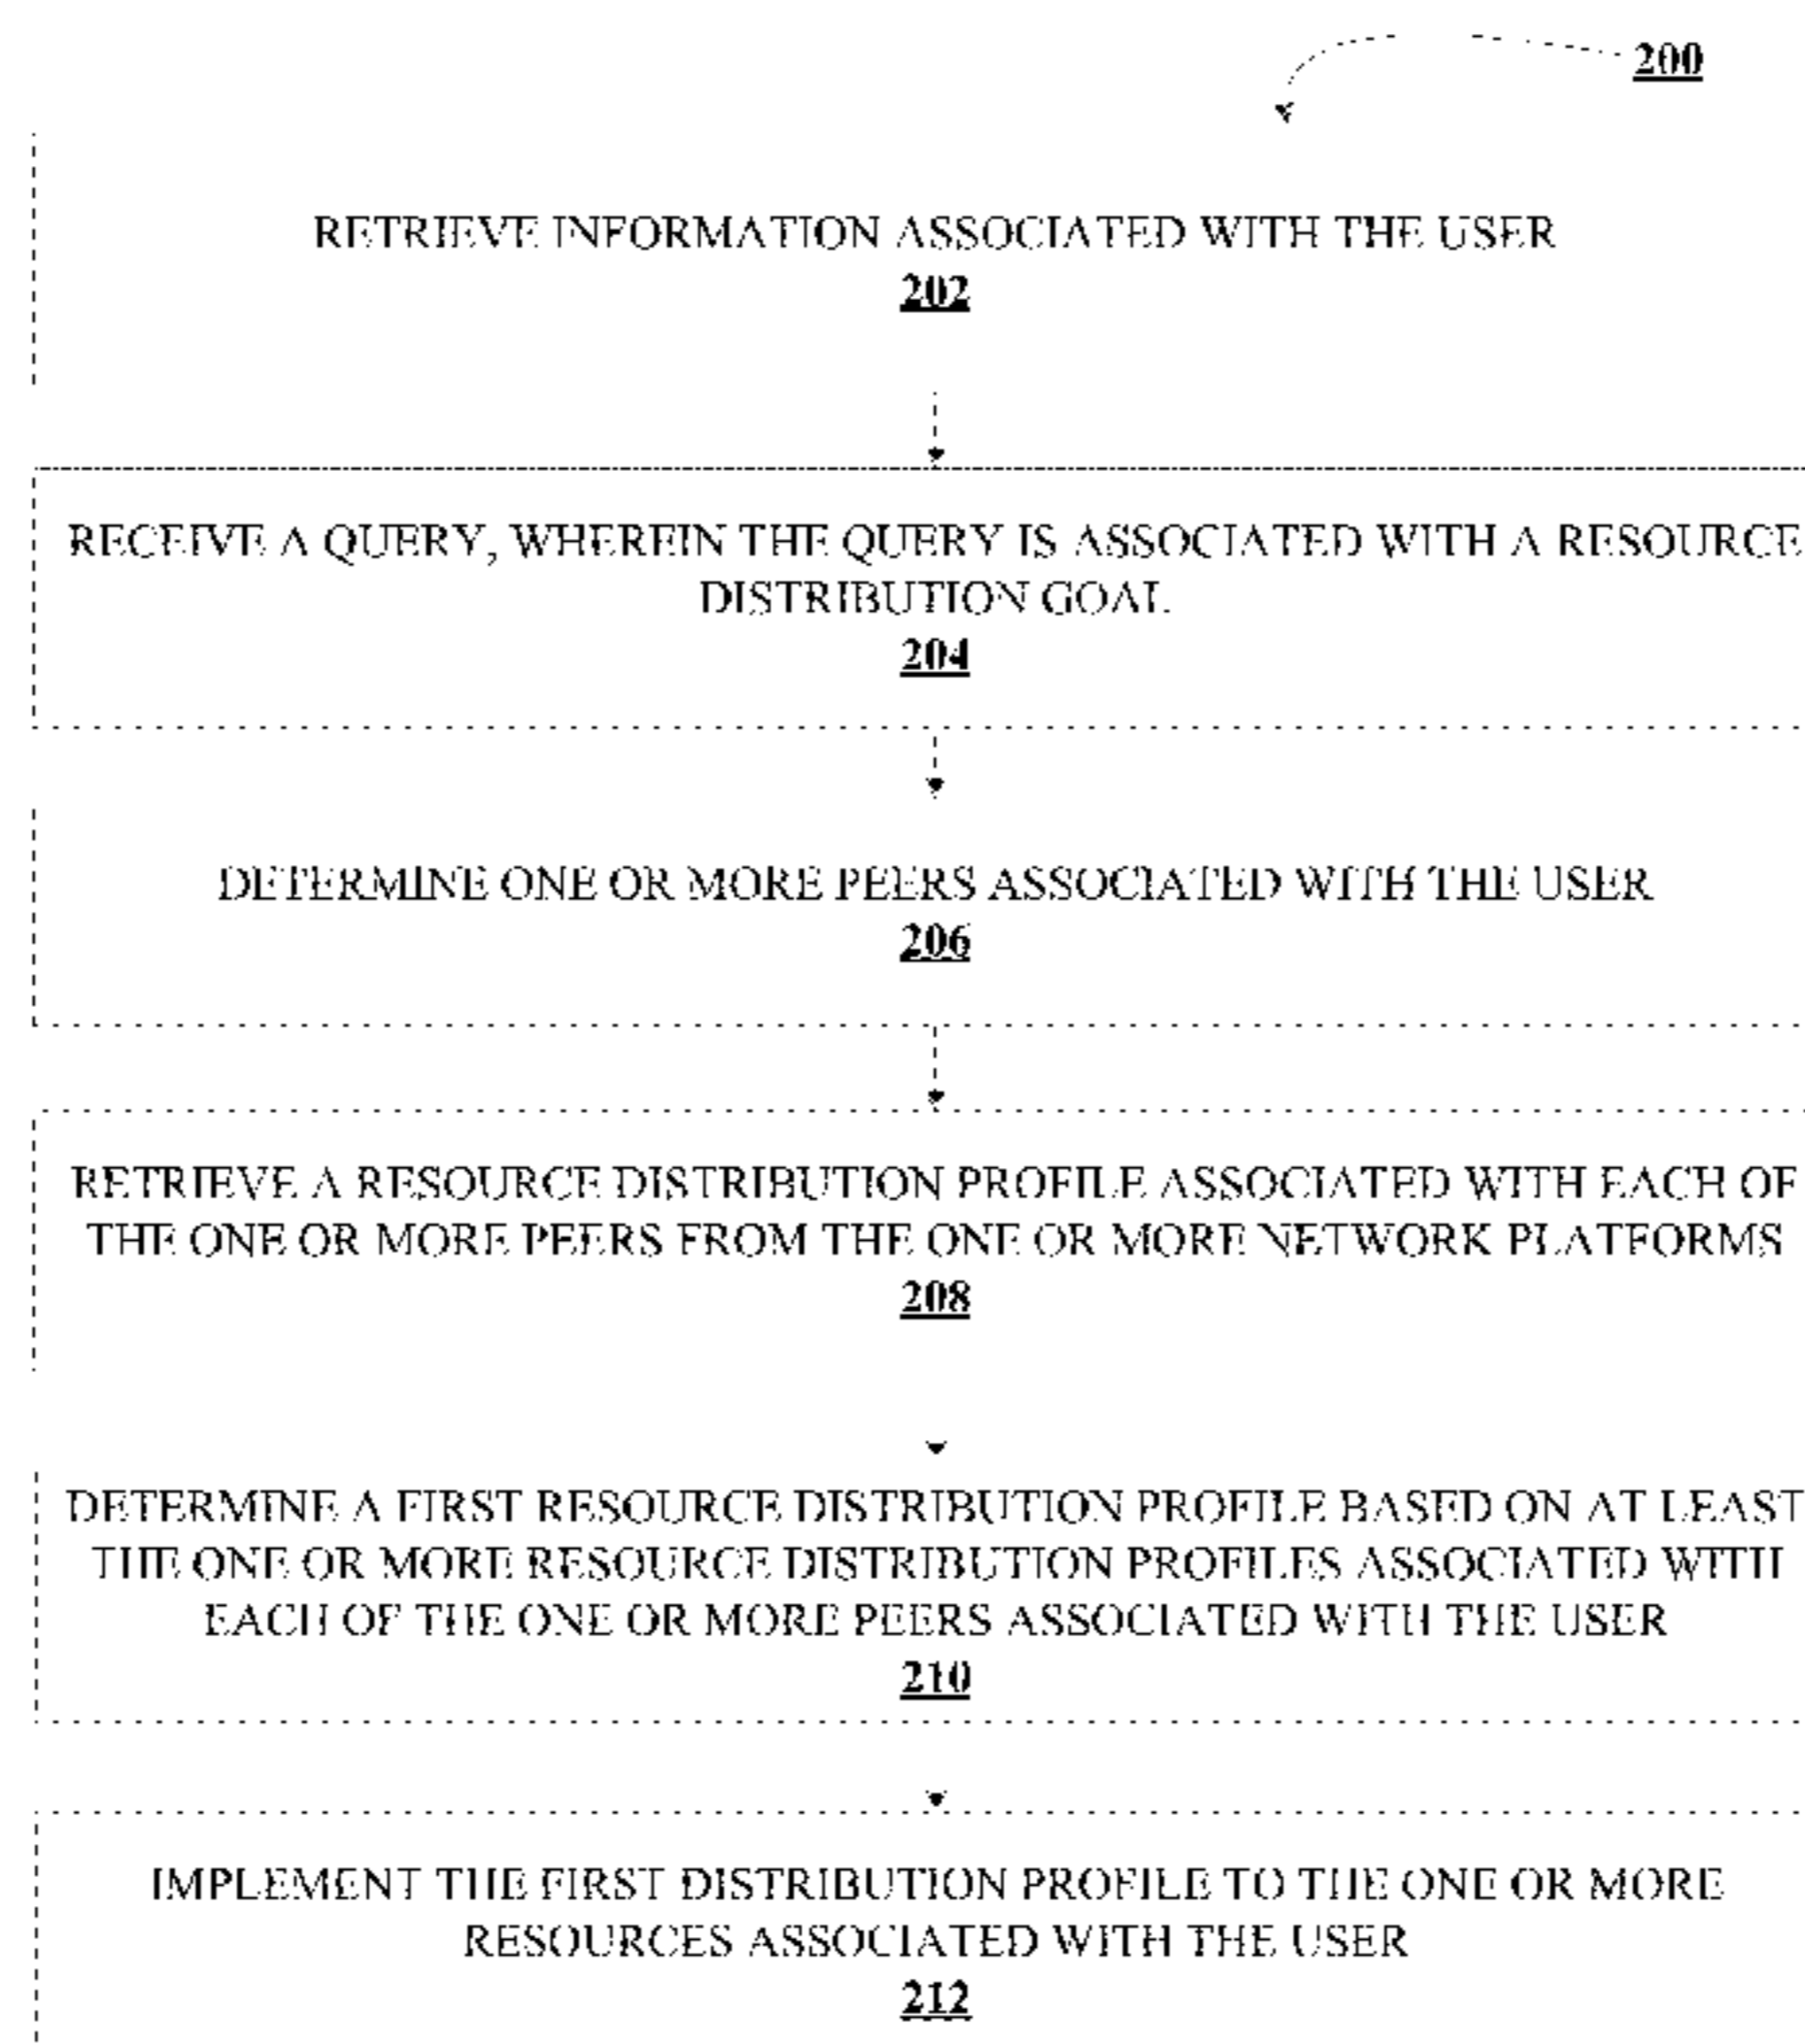 200
RETRIEVE INFORMATION ASSOCIATED WITH THE USER
202
RECEIVE A QUERY, WHEREIN THE QUERY IS ASSOCIATED WITH A RESOURCE
DISTRIBUTION GOAL
204
DETERMINE ONE OR MORE PEERS ASSOCIATED WITH THE USER
206
RETRIEVE A RESOURCE DISTRIBUTION PROFILE ASSOCIATED WITH EACH OF
THE ONE OR MORE PEERS FROM THE ONE OR MORE NETWORK PLATFORMS
208
DETERMINE A FIRST RESOURCE DISTRIBUTION PROFILE BASED ON AT LEAST
THE ONE OR MORE RESOURCE DISTRIBUTION PROFILES ASSOCIATED WITH
EACH OF THE ONE OR MORE PEERS ASSOCIATED WITH THE USER
210
IMPLEMENT THE FIRST DISTRIBUTION PROFILE TO THE ONE OR MORE
RESOURCES ASSOCIATED WITH THE USER
212